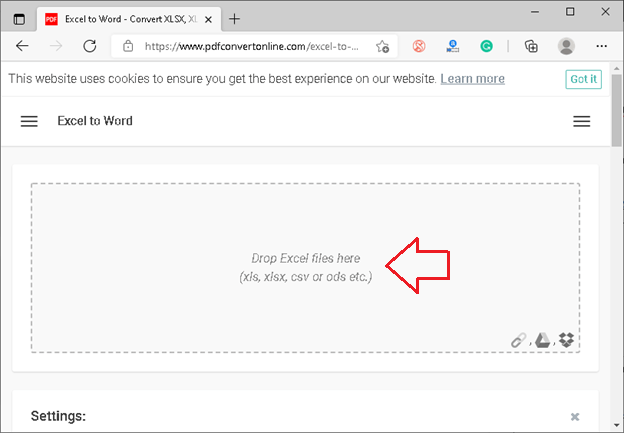 PDF Excel to Word - Convert XLSX, XL
https://www.pdfconvertonline.com/excel-to-...
This website uses cookies to ensure you get the best experience on our website. Learn more Got it
Excel to Word
Drop Excel files here
(xls, xlsx, csv or ods etc.)
, ,
Settings: